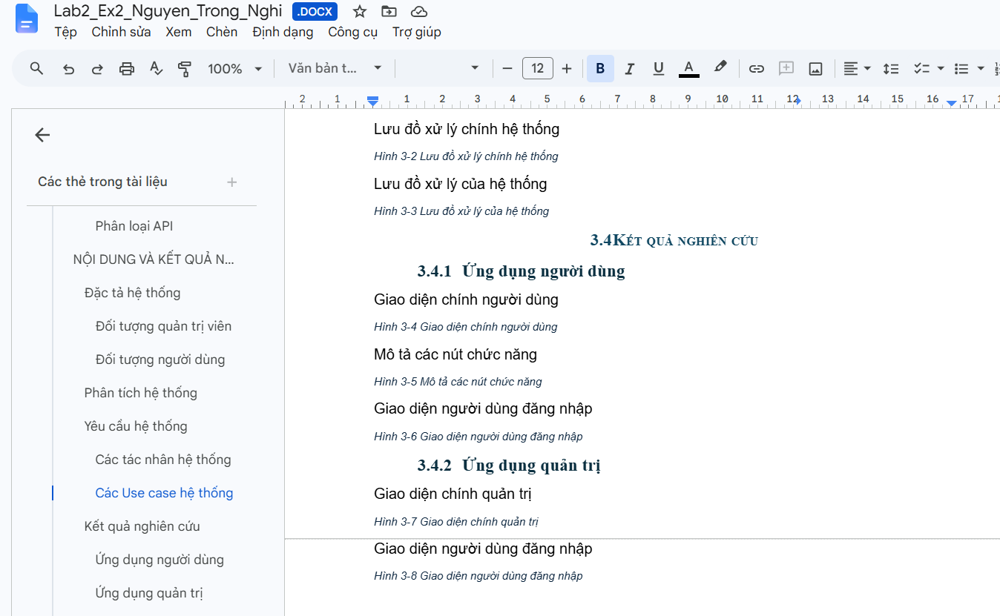 Lab2_Ex2_Nguyen_Trong_Nghi .DOCX
Tệp Chỉnh sửa Xem Chèn Định dạng Công cụ Trợ giúp
100% Văn bản t... 12 B I U A
2 1 1 2 3 4 5 6 7 8 9 10 11 12 13 14 15 16 17
Các thẻ trong tài liệu
Phân loại API
NỘI DUNG VÀ KẾT QUẢ N...
Đặc tả hệ thống
Đối tượng quản trị viên
Đối tượng người dùng
Phân tích hệ thống
Yêu cầu hệ thống
Các tác nhân hệ thống
Các Use case hệ thống
Kết quả nghiên cứu
Ứng dụng người dùng
Ứng dụng quản trị
Lưu đồ xử lý chính hệ thống
Hình 3-2 Lưu đồ xử lý chính hệ thống
Lưu đồ xử lý của hệ thống
Hình 3-3 Lưu đồ xử lý của hệ thống
3.4KẾT QUẢ NGHIÊN CỨU
3.4.1 Ứng dụng người dùng
Giao diện chính người dùng
Hình 3-4 Giao diện chính người dùng
Mô tả các nút chức năng
Hình 3-5 Mô tả các nút chức năng
Giao diện người dùng đăng nhập
Hình 3-6 Giao diện người dùng đăng nhập
3.4.2 Ứng dụng quản trị
Giao diện chính quản trị
Hình 3-7 Giao diện chính quản trị
Giao diện người dùng đăng nhập
Hình 3-8 Giao diện người dùng đăng nhập